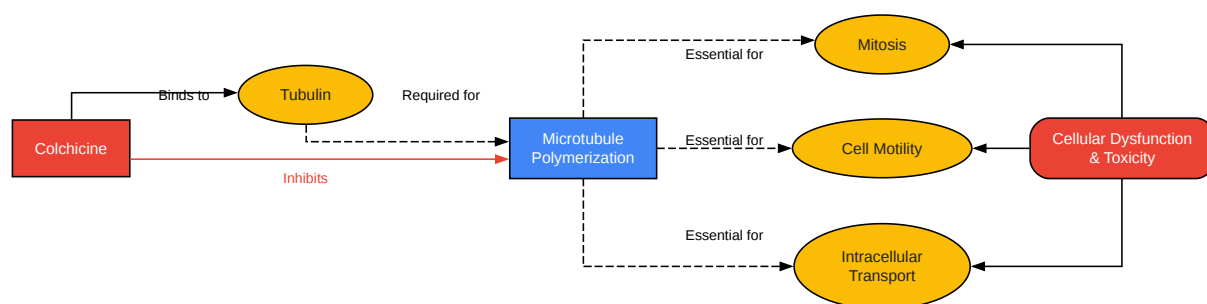 Mitosis
Essential for
Binds to
Tubulin
Required for
Colchicine
Microtubule
Polymerization
Essential for
Cell Motility
Cellular Dysfunction
& Toxicity
Inhibits
Essential for
Intracellular
Transport